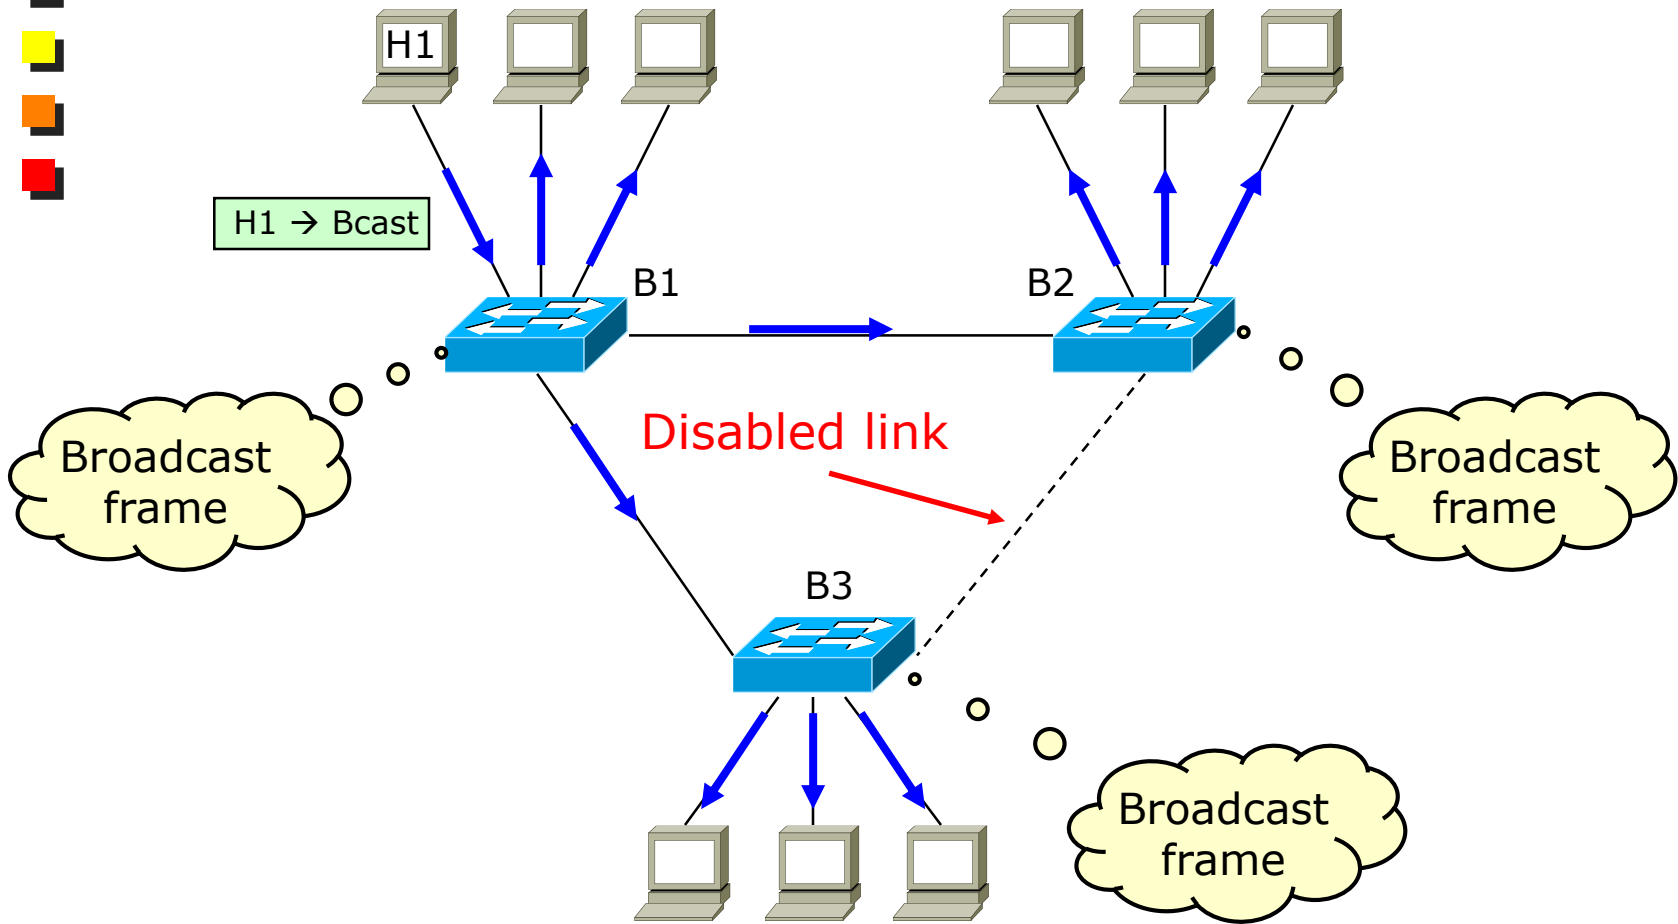 H1
H1 → Bcast
B1
B2
Disabled link
Broadcast
frame
Broadcast
frame
B3
Broadcast
frame